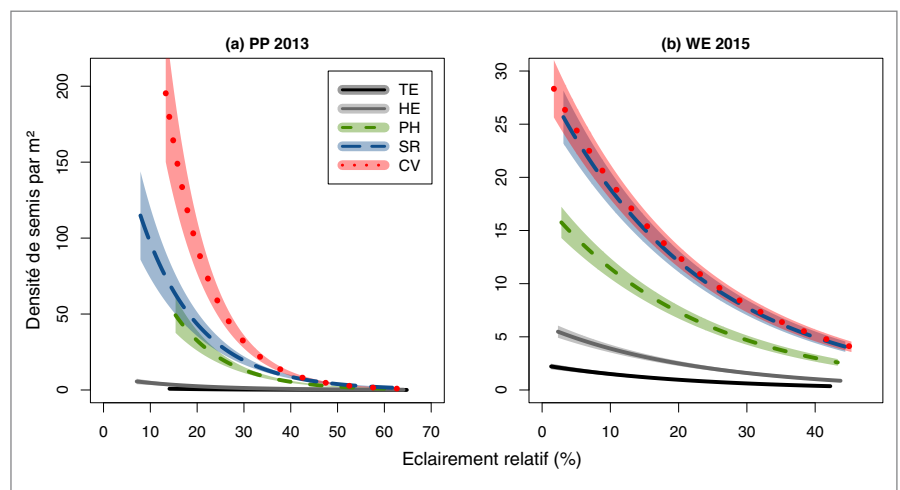 (a) PP 2013
(b) WE 2015
Densité de semis par m²
200
150
100
50
0
TE
HE
PH
SR
CV
0 10 20 30 40 50 60 70
30
25
20
15
10
5
0
0 10 20 30 40
Eclairement relatif (%)